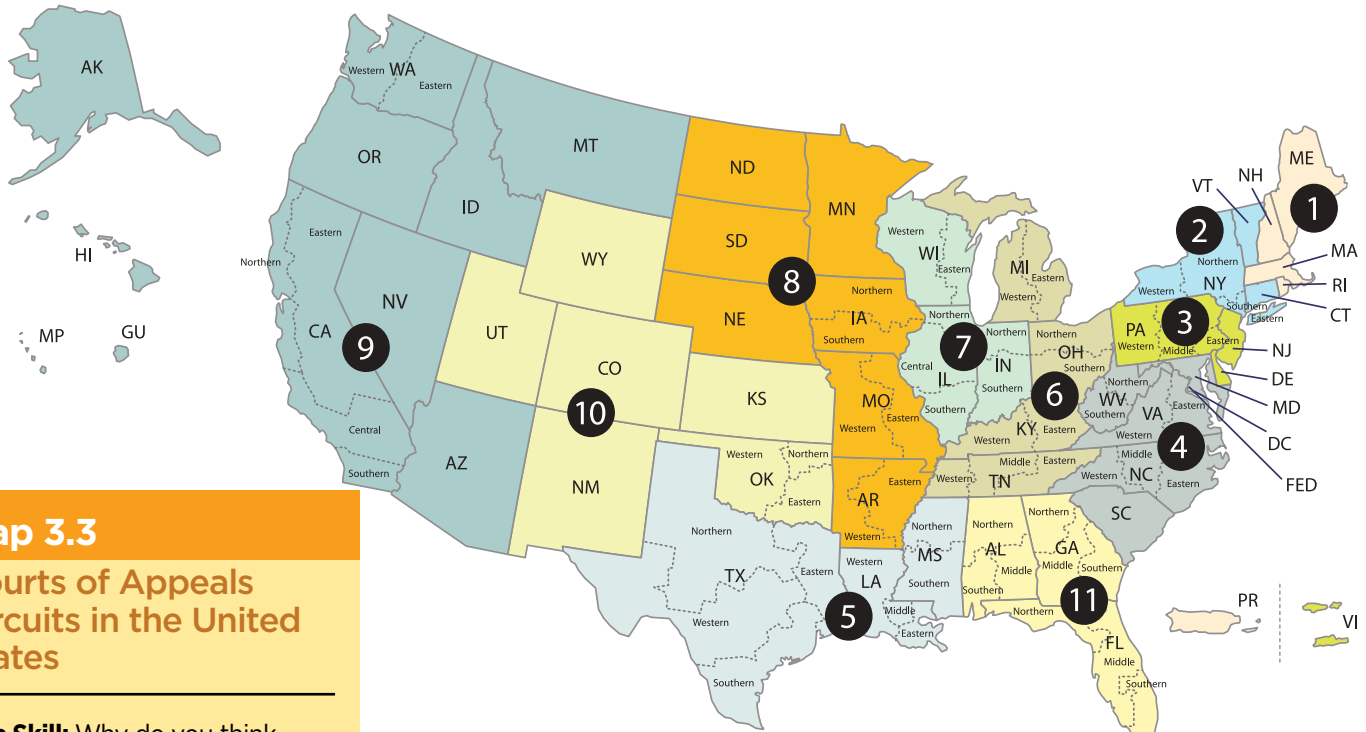 AK
HI
MP
GU
Western WA
Eastern
OR
ID
MT
Northern
Eastern
CA
NV
9
Central
Southern
AZ
UT
WY
CO
10
NM
KS
Western
Northern
OK
Eastern
ND
SD
NE
MN
8
Northern
IA
Southern
MO
Eastern
Western
Eastern
AR
Western
Northern
TX
Eastern
Western
Southern
Western
LA
Middle
Eastern
5
Northern
MS
Southern
Western
WI
Eastern
Northern
7
Central
IL
Southern
Northern
IN
Southern
MI
Eastern
Western
Northern
OH
Southern
6
KY
Western
Eastern
Middle
Eastern
Western
TN
Northern
AL
Middle
Southern
Northern
GA
Middle
Southern
11
Northern
FL
Middle
Southern
Northern
WV
Southern
VA
Eastern
Western
4
Middle
Western
NC
Eastern
SC
PA
3
Western
Middle
Eastern
2
Northern
Western
NY
Southern
Eastern
VT
NH
ME
1
MA
RI
CT
NJ
DE
MD
DC
FED
PR
VI
ap 3.3
ourts of Appeals
rcuits in the United
ates
Skill: Why do you think